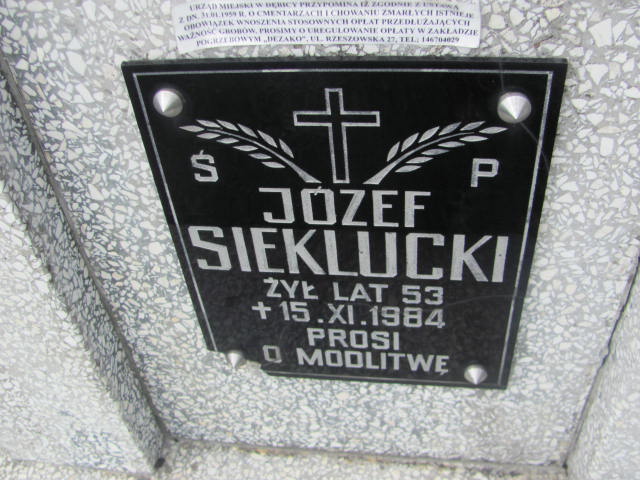 URZĄD MIEJSKI W DĘBICY PRZYPOMINA IŻ ZGODNIE Z USTAWĄ
Z DN. 31.01.1959 R. O CMENTARZACH I CHOWANIU ZMARŁYCH ISTNIEJE
OBOWIĄZEK WNOSZENIA STOSOWNYCH OPŁAT PRZEDŁUŻAJĄCYCH
WAŻNOŚĆ GROBÓW. PROSIMY O UREGULOWANIE OPŁATY W ZAKŁADZIE
POGRZEBOWYM „DEZAKO", UL. RZESZOWSKA 27, TEL: 146704029
Ś P
JÓZEF
SIEKLUCKI
ŻYŁ LAT 53
+ 15.XI.1984
PROSI
O MODLITWĘ